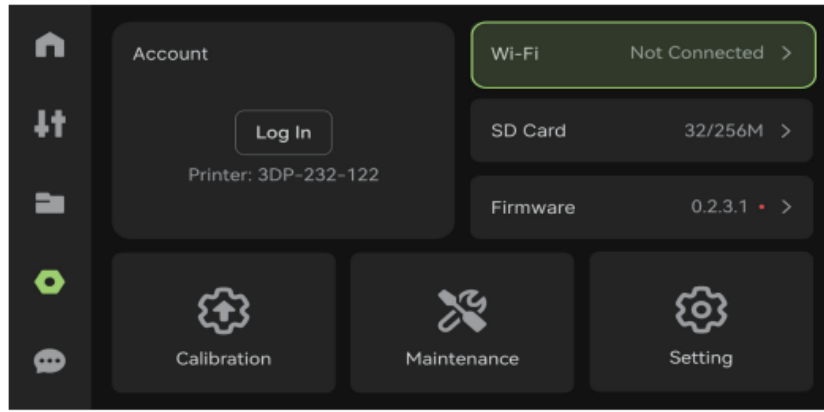 Account
Log In
Printer: 3DP-232-122
Wi-Fi Not Connected >
SD Card 32/256M >
Firmware 0.2.3.1 • >
Calibration
Maintenance
Setting